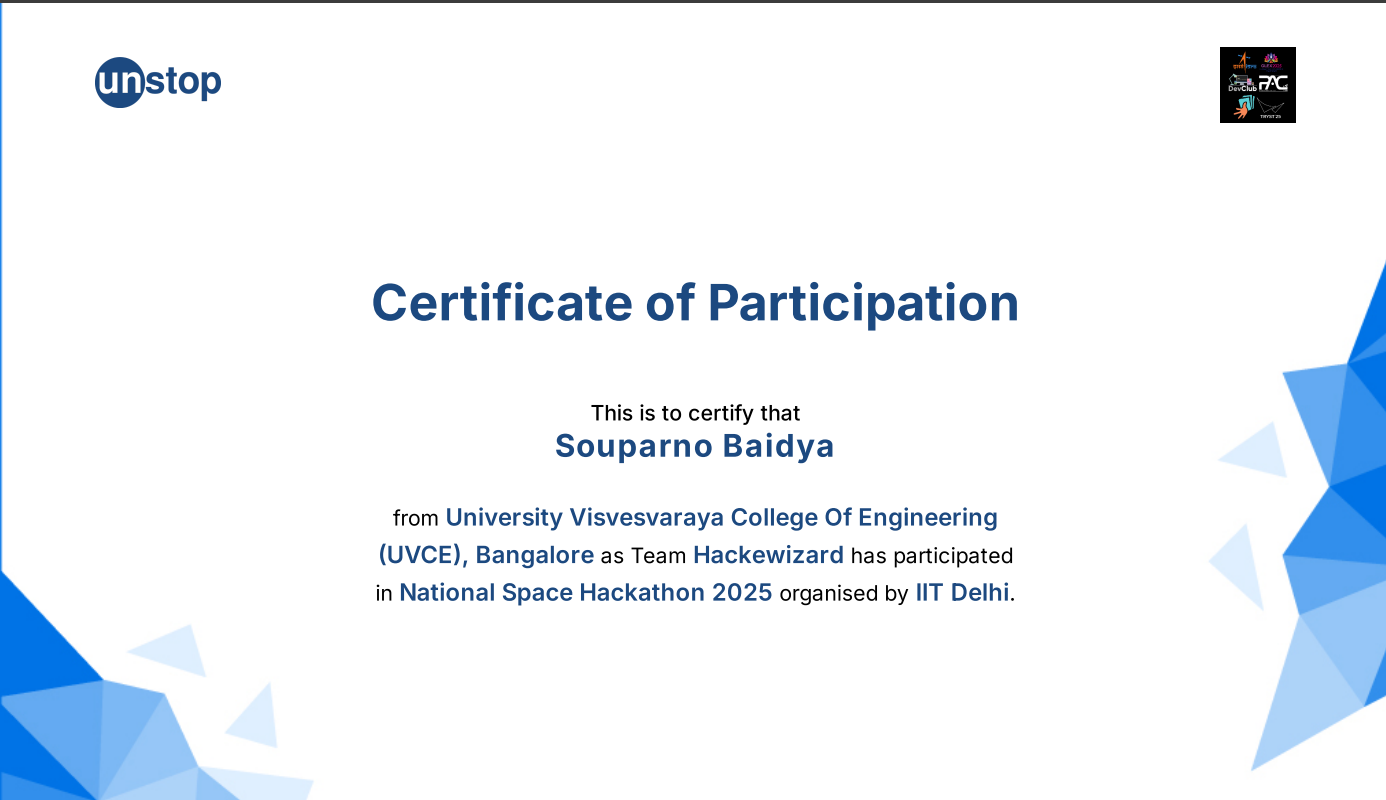 unstop
DevClub
PAC
TRYST'25
Certificate of Participation
This is to certify that
Souparno Baidya
from University Visvesvaraya College Of Engineering
(UVCE), Bangalore as Team Hackewizard has participated
in National Space Hackathon 2025 organised by IIT Delhi.